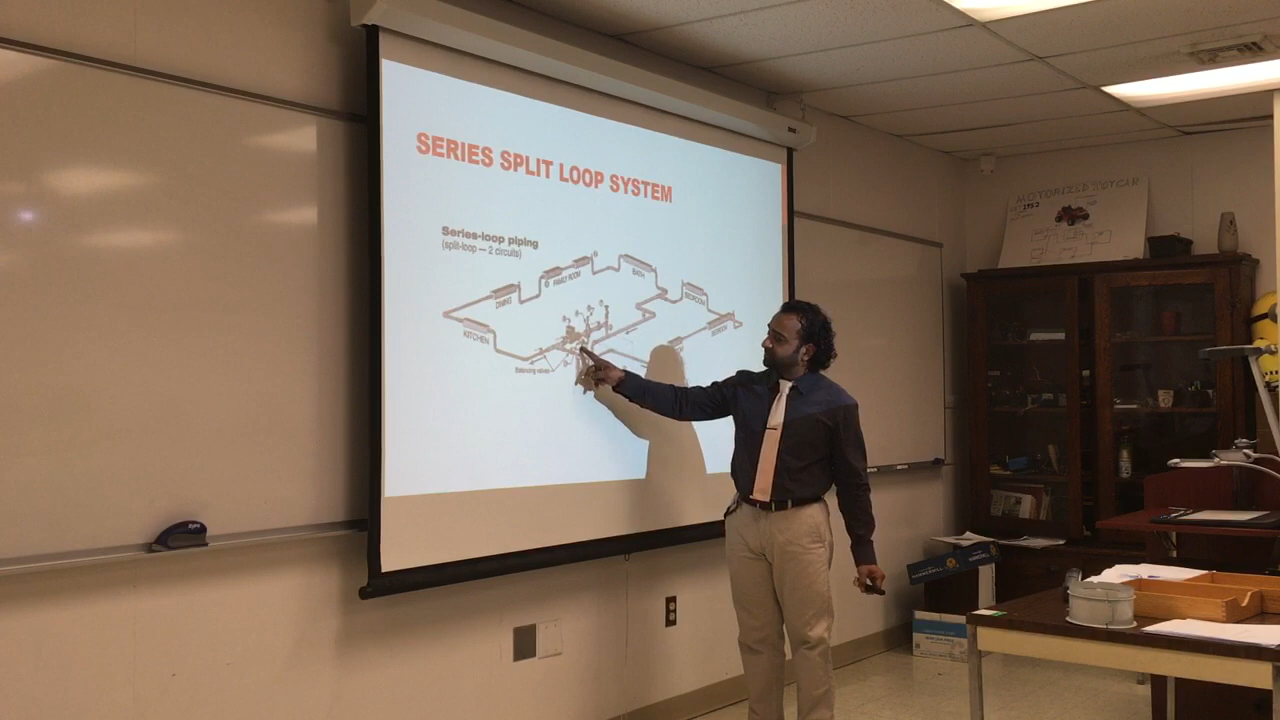 SERIES SPLIT LOOP SYSTEM
Series-loop piping
(split-loop — 2 circuits)
FAMILY ROOM
BATH
DINING
BEDROOM
BEDROOM
KITCHEN
Balancing valves
MOTORIZED TOY CAR